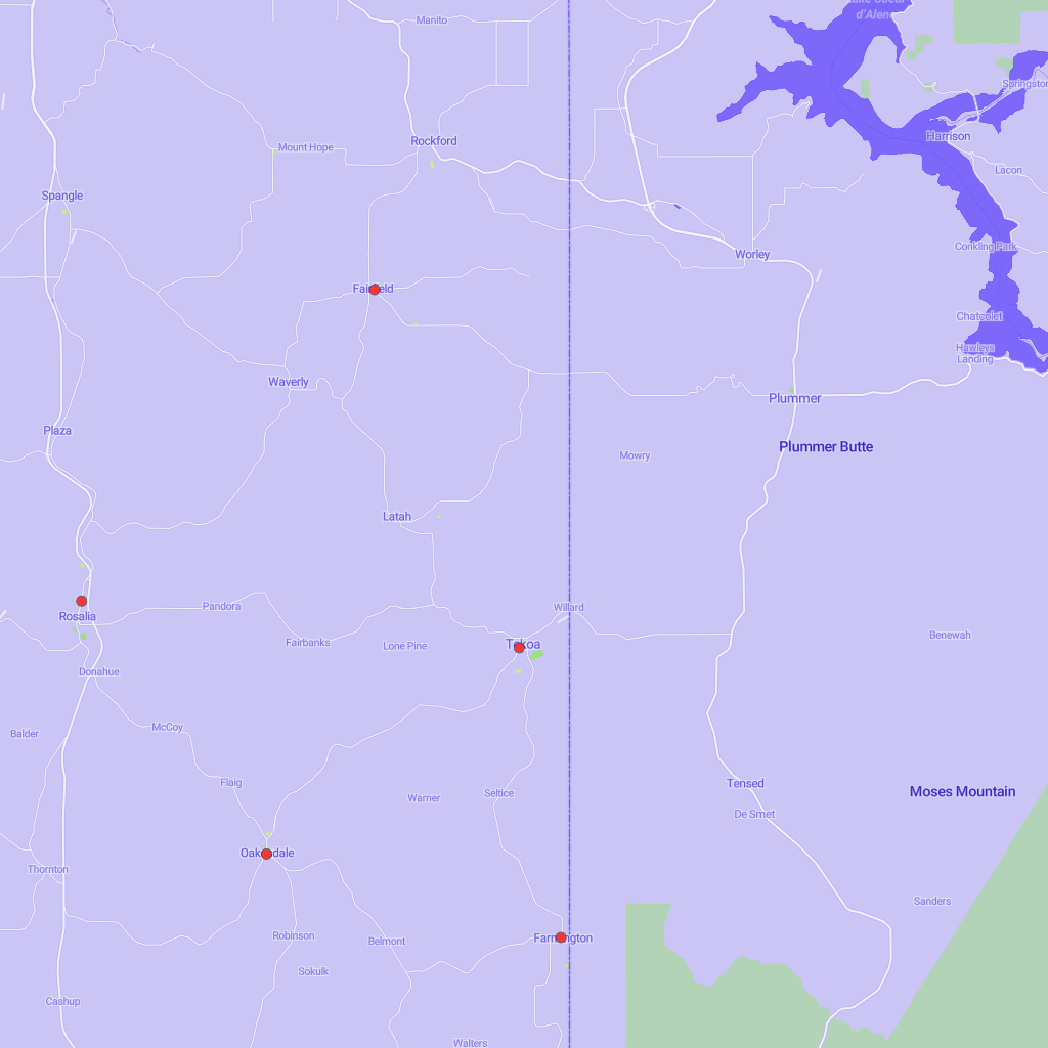 Lake Coeur
d'Alene
Manito
Springston
Harrison
Rockford
Mount Hope
Lacon
Spangle
Conkling Park
Worley
Fairfield
Chatcolet
Hawleys
Landing
Waverly
Plummer
Plaza
Plummer Butte
Mowry
Latah
Pandora
Willard
Rosalia
Benewah
Fairbanks
Lone Pine
Tekoa
Donahue
McCoy
Balder
Flaig
Seltice
Tensed
Warner
Moses Mountain
De Smet
Oakesdale
Thornton
Sanders
Robinson
Belmont
Farmington
Sokulk
Cashup
Walters